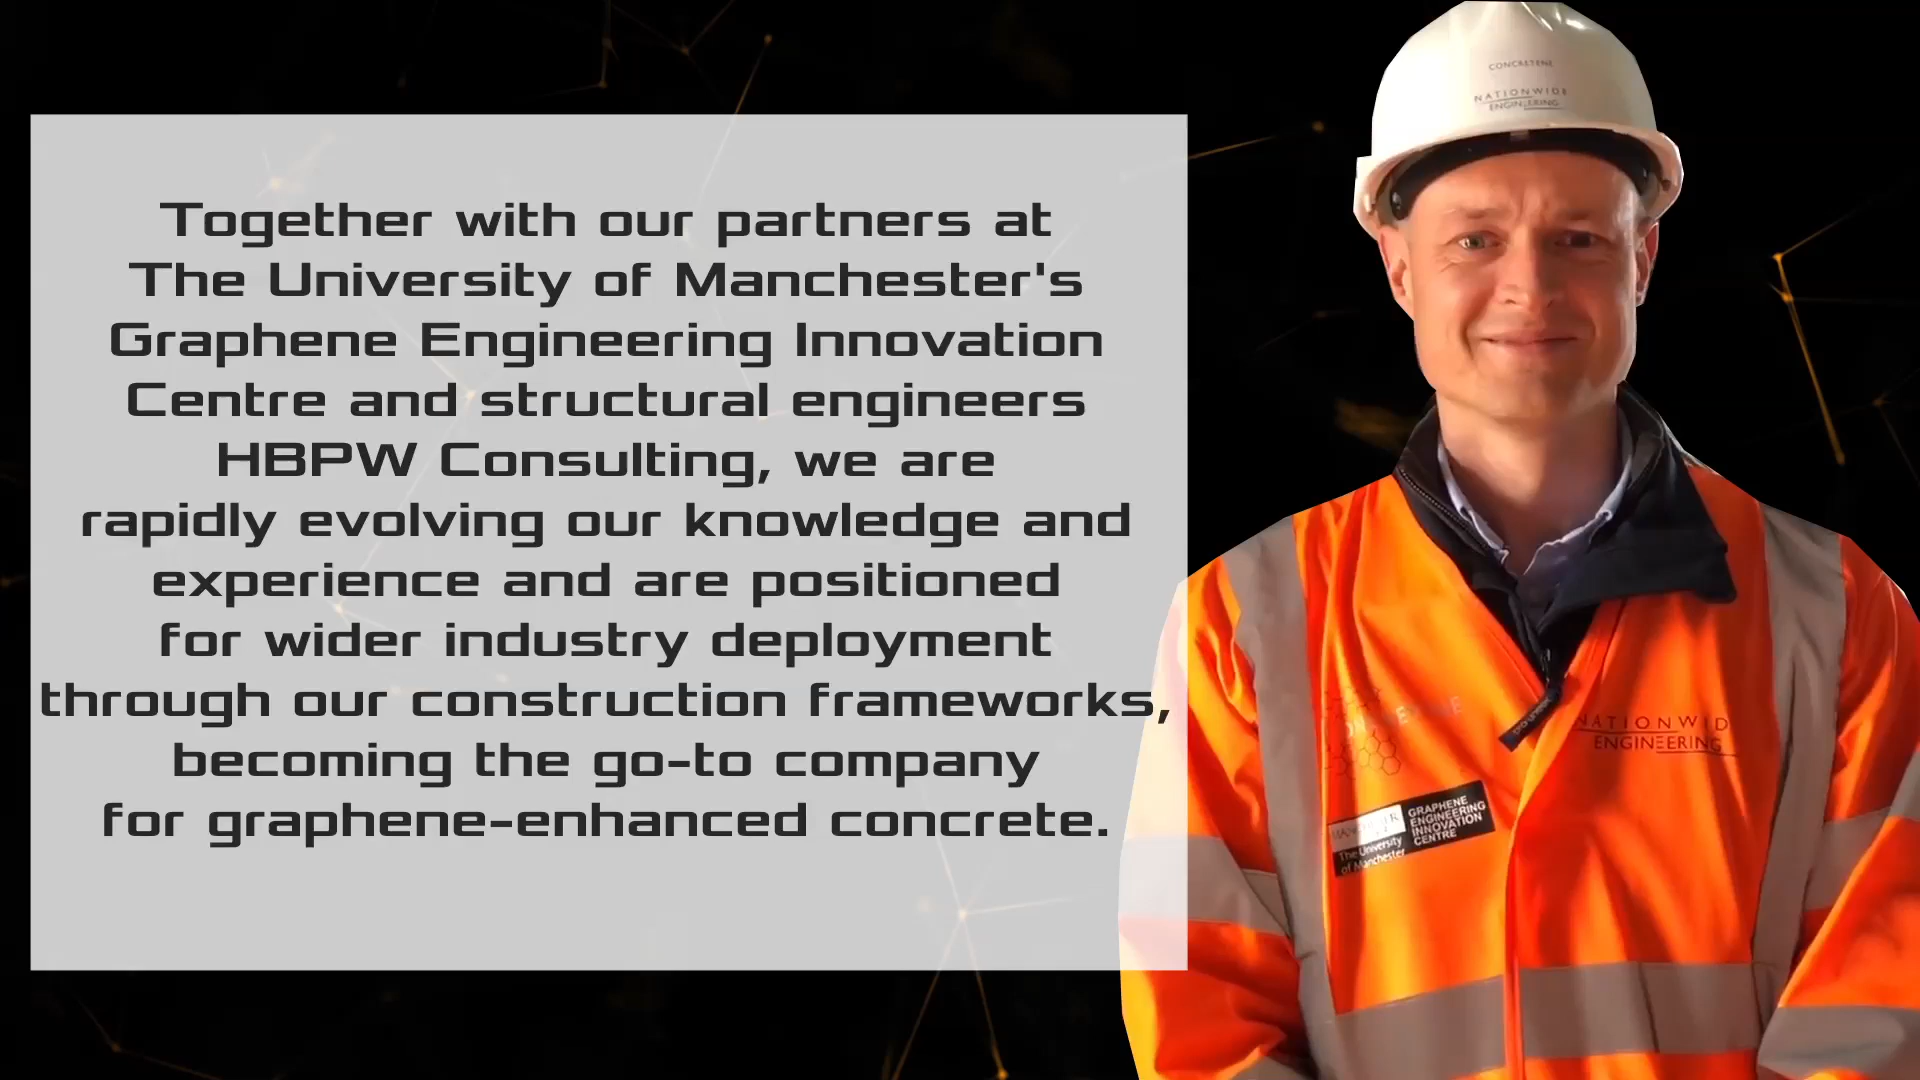 Together with our partners at
The University of Manchester's
Graphene Engineering Innovation
Centre and structural engineers
HBPW Consulting, we are
rapidly evolving our knowledge and
experience and are positioned
for wider industry deployment
through our construction frameworks,
becoming the go-to company
for graphene-enhanced concrete.
CONCRETENE
NATIONWIDE
ENGINEERING
NATIONWID
ENGINEERING
GRAPHENE
ENGINEERING
INNOVATION
CENTRE
The University
of Manchester